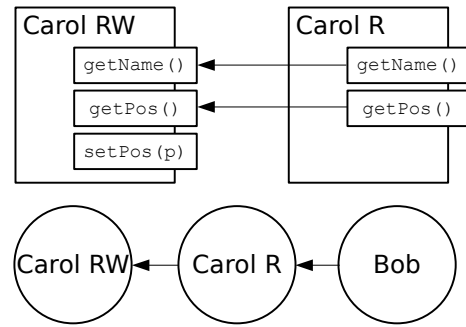 Carol RW
getName()
getPos()
setPos(p)
Carol R
getName()
getPos()
Carol RW
Carol R
Bob